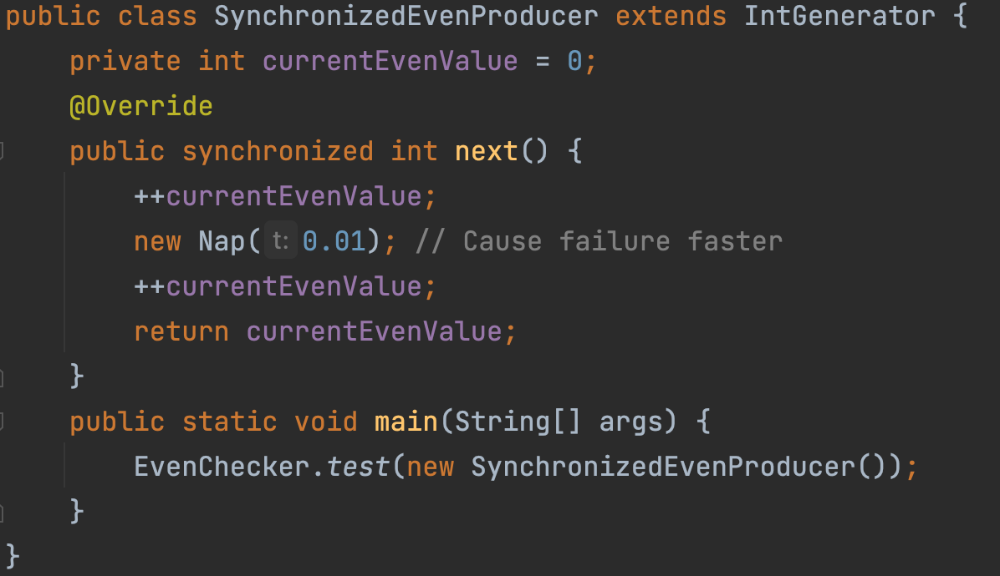 public class SynchronizedEvenProducer extends IntGenerator {
    private int currentEvenValue = 0;
    @Override
    public synchronized int next() {
        ++currentEvenValue;
        new Nap( t: 0.01); // Cause failure faster
        ++currentEvenValue;
        return currentEvenValue;
    }
    public static void main(String[] args) {
        EvenChecker.test(new SynchronizedEvenProducer());
    }
}